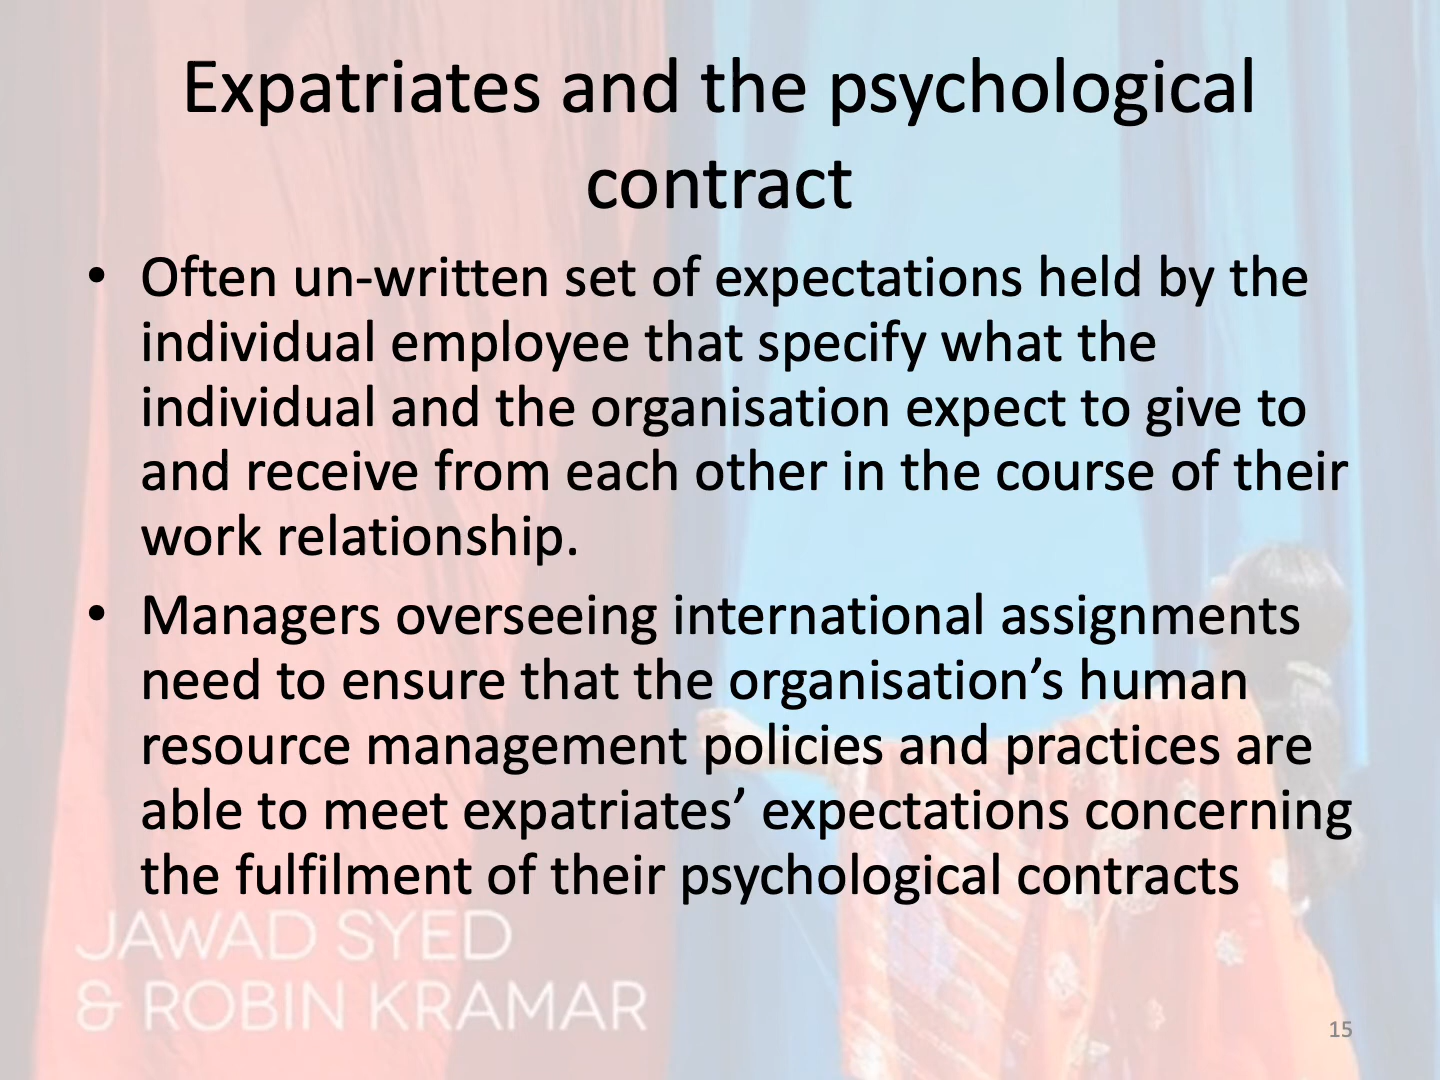 Expatriates and the psychological
contract
• Often un-written set of expectations held by the
individual employee that specify what the
individual and the organisation expect to give to
and receive from each other in the course of their
work relationship.
• Managers overseeing international assignments
need to ensure that the organisation’s human
resource management policies and practices are
able to meet expatriates’ expectations concerning
the fulfilment of their psychological contracts
JAWAD SYED
& ROBIN KRAMAR
15